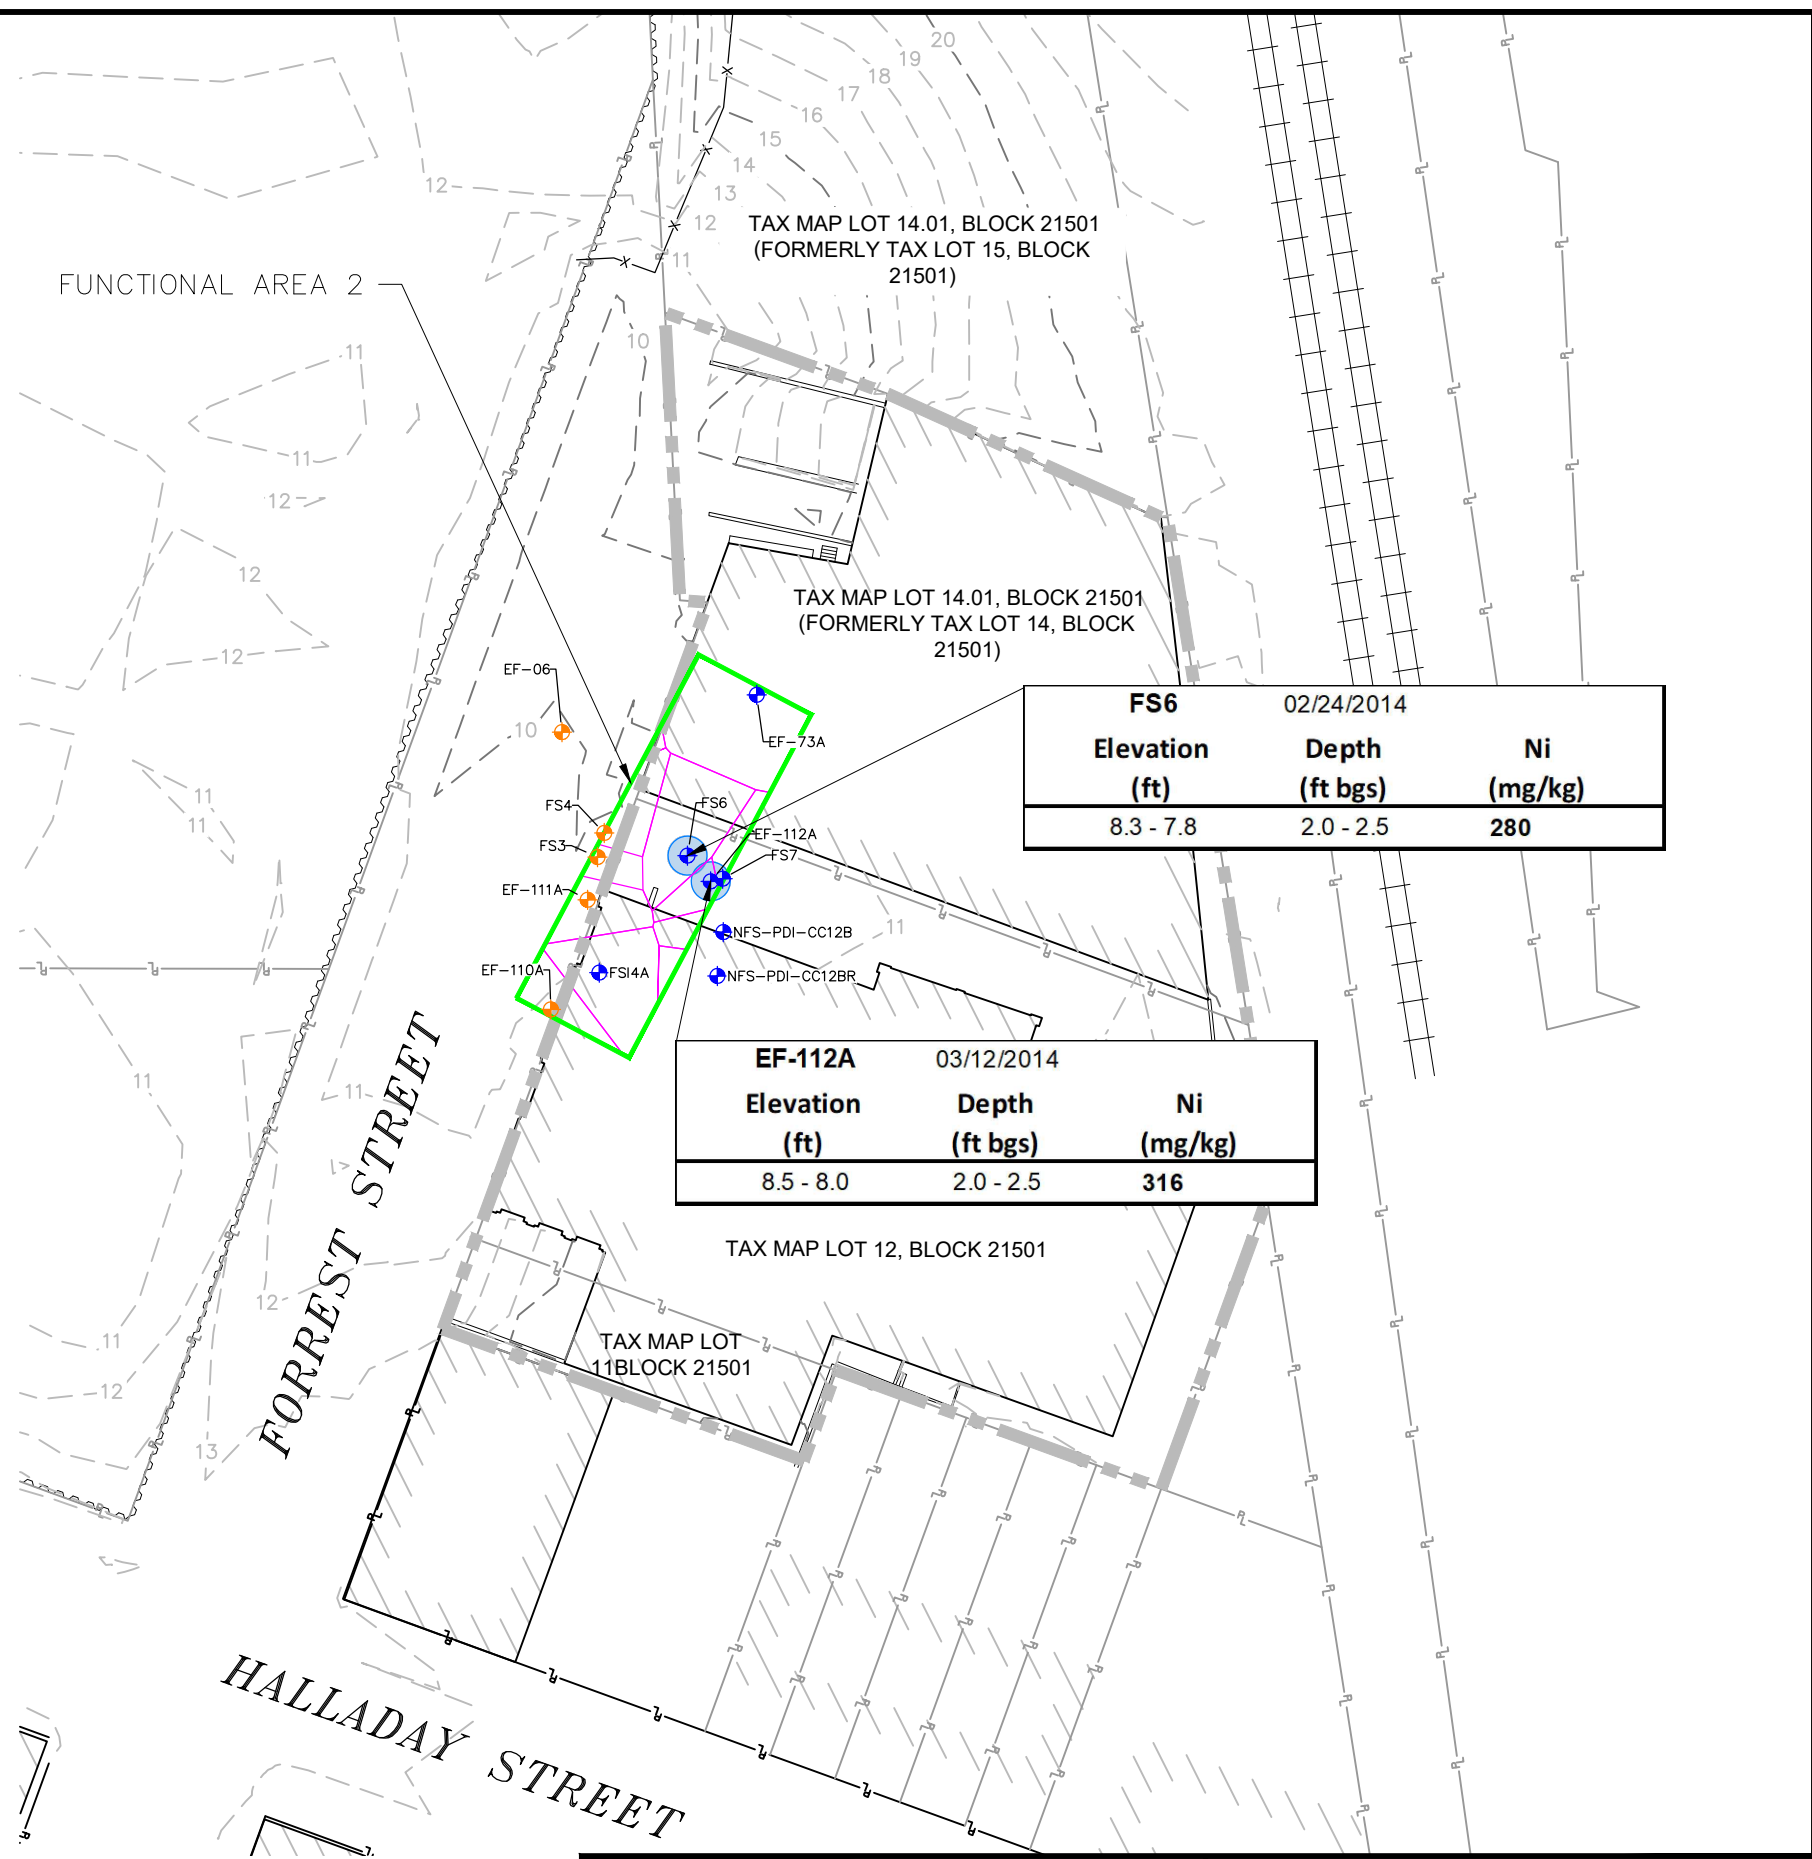 20
19
18
17
16
15
14
13
12
11
12
TAX MAP LOT 14.01, BLOCK 21501
(FORMERLY TAX LOT 15, BLOCK
21501)
FUNCTIONAL AREA 2
10
11
11
12
12
12
TAX MAP LOT 14.01, BLOCK 21501
(FORMERLY TAX LOT 14, BLOCK
21501)
EF-06
10
EF-73A
FS6 02/24/2014
Elevation Depth Ni
(ft) (ft bgs) (mg/kg)
8.3 - 7.8 2.0 - 2.5 280
11
11
FS4
FS6
FS3
EF-112A
FS7
EF-111A
NFS-PDI-CC12B
11
EF-110A
FSI4A
NFS-PDI-CC12BR
EF-112A 03/12/2014
Elevation Depth Ni
(ft) (ft bgs) (mg/kg)
8.5 - 8.0 2.0 - 2.5 316
11
11
FORREST STREET
TAX MAP LOT 12, BLOCK 21501
12
11
TAX MAP LOT
11BLOCK 21501
12
13
HALLADAY STREET